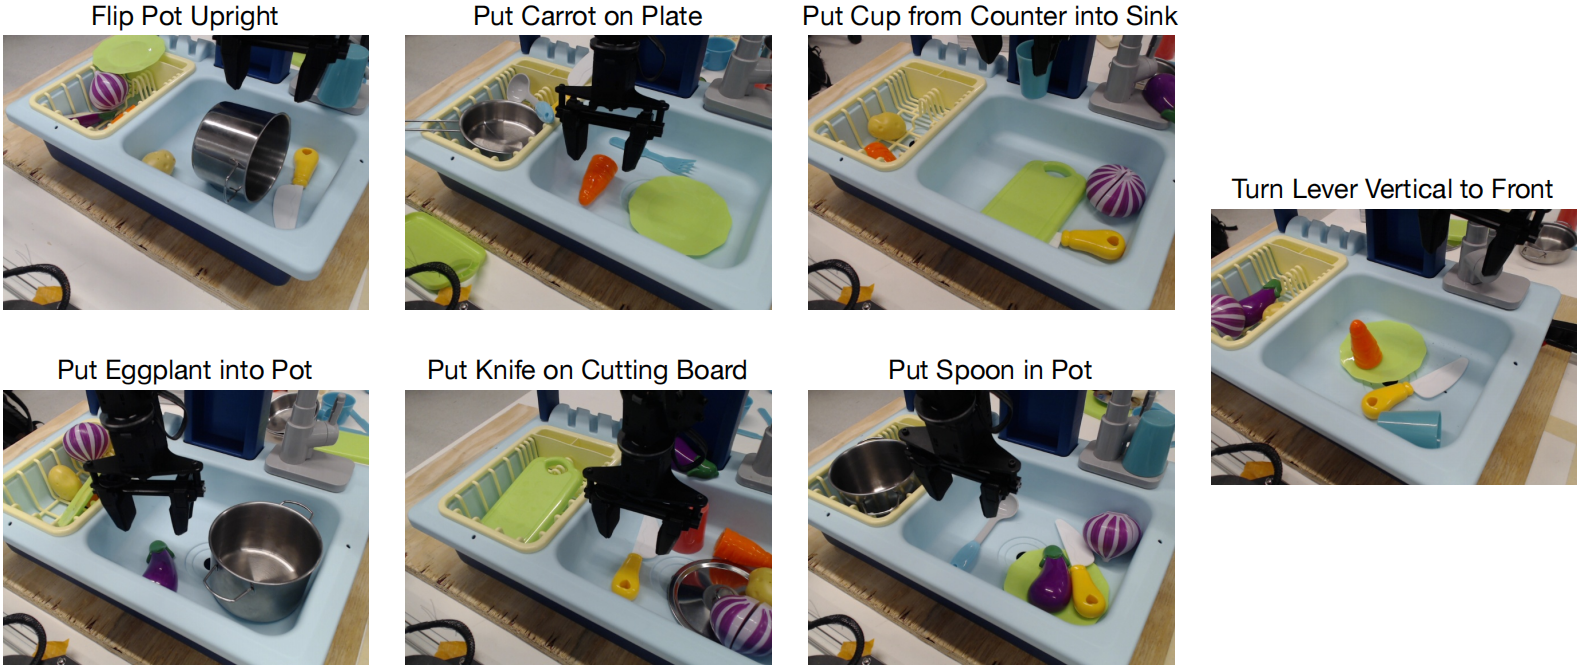 Flip Pot Upright
Put Carrot on Plate
Put Cup from Counter into Sink
Turn Lever Vertical to Front
Put Eggplant into Pot
Put Knife on Cutting Board
Put Spoon in Pot